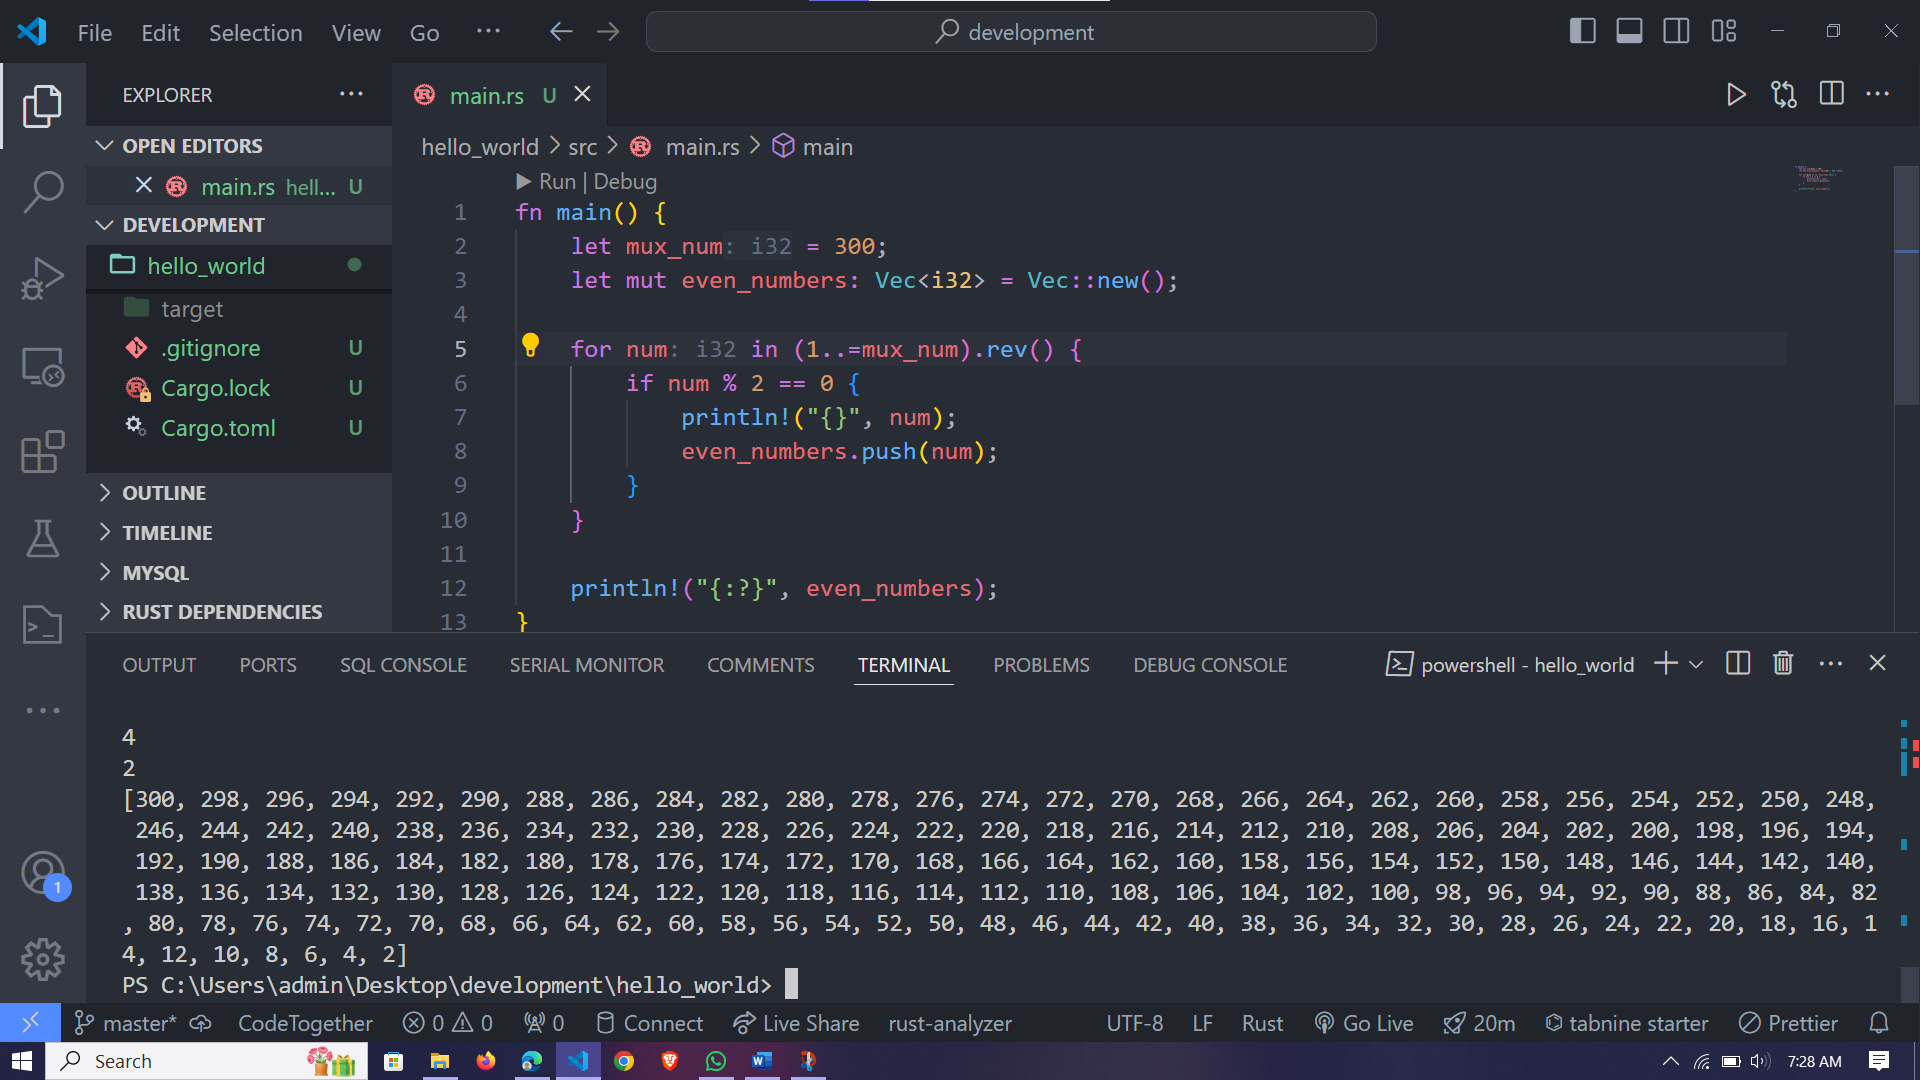 File Edit Selection View Go ··· development
EXPLORER ···
OPEN EDITORS
main.rs hell... U
DEVELOPMENT
hello_world
target
.gitignore U
Cargo.lock U
Cargo.toml U
OUTLINE
TIMELINE
MYSQL
RUST DEPENDENCIES
main.rs U
hello_world > src > main.rs > main
Run | Debug
1 fn main() {
2     let mux_num: i32 = 300;
3     let mut even_numbers: Vec<i32> = Vec::new();
4
5     for num: i32 in (1..=mux_num).rev() {
6         if num % 2 == 0 {
7             println!("{}", num);
8             even_numbers.push(num);
9         }
10     }
11
12     println!("{:?}", even_numbers);
13 }
OUTPUT PORTS SQL CONSOLE SERIAL MONITOR COMMENTS TERMINAL PROBLEMS DEBUG CONSOLE powershell - hello_world
4
2
[300, 298, 296, 294, 292, 290, 288, 286, 284, 282, 280, 278, 276, 274, 272, 270, 268, 266, 264, 262, 260, 258, 256, 254, 252, 250, 248,
246, 244, 242, 240, 238, 236, 234, 232, 230, 228, 226, 224, 222, 220, 218, 216, 214, 212, 210, 208, 206, 204, 202, 200, 198, 196, 194,
192, 190, 188, 186, 184, 182, 180, 178, 176, 174, 172, 170, 168, 166, 164, 162, 160, 158, 156, 154, 152, 150, 148, 146, 144, 142, 140,
138, 136, 134, 132, 130, 128, 126, 124, 122, 120, 118, 116, 114, 112, 110, 108, 106, 104, 102, 100, 98, 96, 94, 92, 90, 88, 86, 84, 82
, 80, 78, 76, 74, 72, 70, 68, 66, 64, 62, 60, 58, 56, 54, 52, 50, 48, 46, 44, 42, 40, 38, 36, 34, 32, 30, 28, 26, 24, 22, 20, 18, 16, 1
4, 12, 10, 8, 6, 4, 2]
PS C:\Users\admin\Desktop\development\hello_world>
1
master* CodeTogether 0 0 0 Connect Live Share rust-analyzer UTF-8 LF Rust Go Live 20m tabnine starter Prettier
Search 7:28 AM